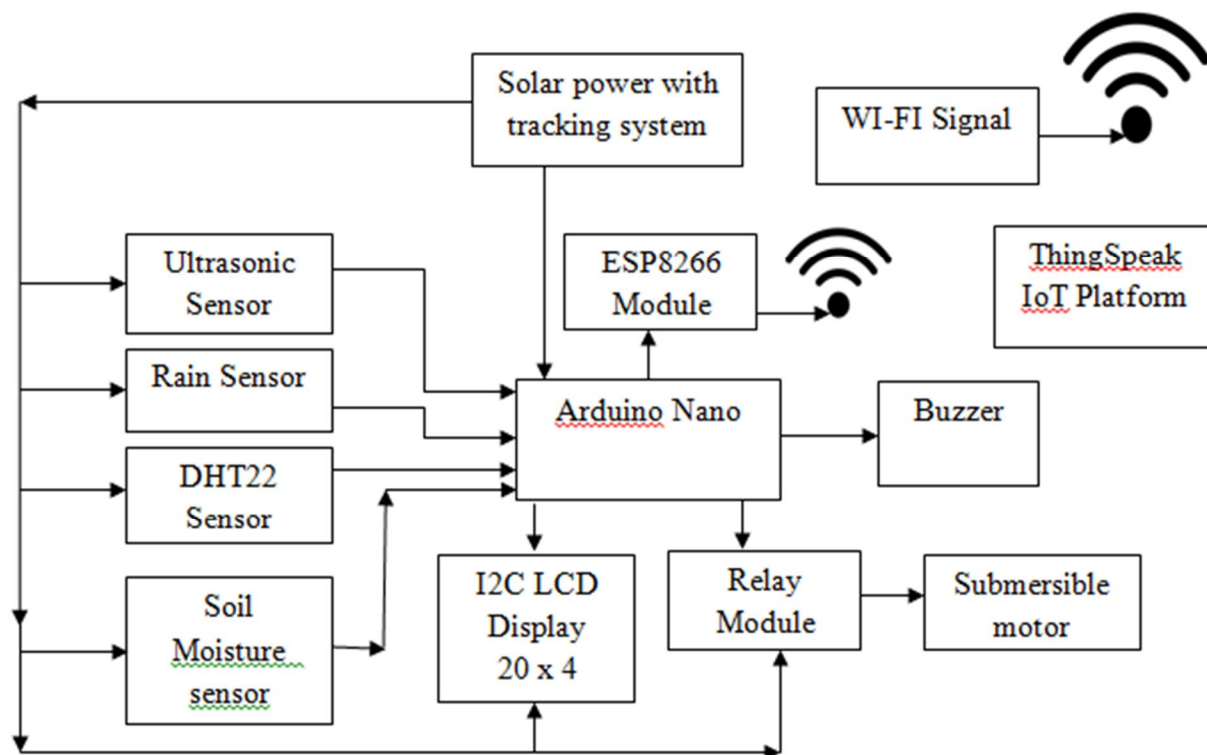 Solar power with
tracking system
WI-FI Signal
Ultrasonic
Sensor
ESP8266
Module
ThingSpeak
IoT Platform
Rain Sensor
Arduino Nano
Buzzer
DHT22
Sensor
I2C LCD
Display
20 x 4
Relay
Module
Submersible
motor
Soil
Moisture
sensor